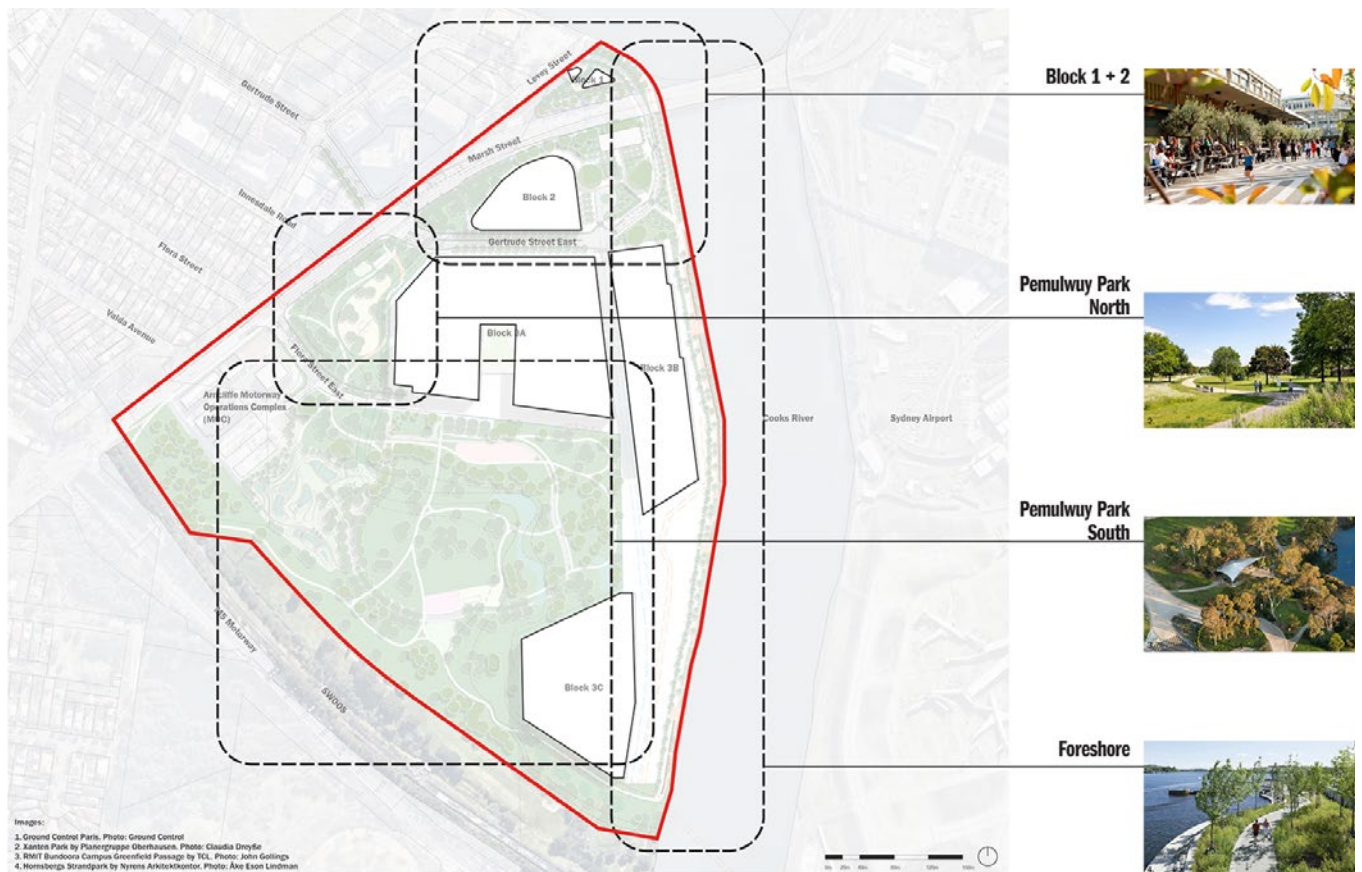 Levey Street
Block 1
Gertrude Street
Marsh Street
Block 2
Innesdale Road
Gertrude Street East
Flora Street
Valda Avenue
Block 3A
Flora Street East
Block 3B
Arncliffe Motorway
Operations Complex
(MOC)
Cooks River
Sydney Airport
M5 Motorway
SWOOS
Block 3C
Block 1 + 2
Pemulwuy Park
North
2
Pemulwuy Park
South
Foreshore
Images:
1. Ground Control Paris. Photo: Ground Control
2. Xanten Park by Planergruppe Oberhausen. Photo: Claudia Dreyße
3. RMIT Bundoora Campus Greenfield Passage by TCL. Photo: John Gollings
4. Hornsbergs Strandpark by Nyrens Arkitektkontor. Photo: Åke Eson Lindman